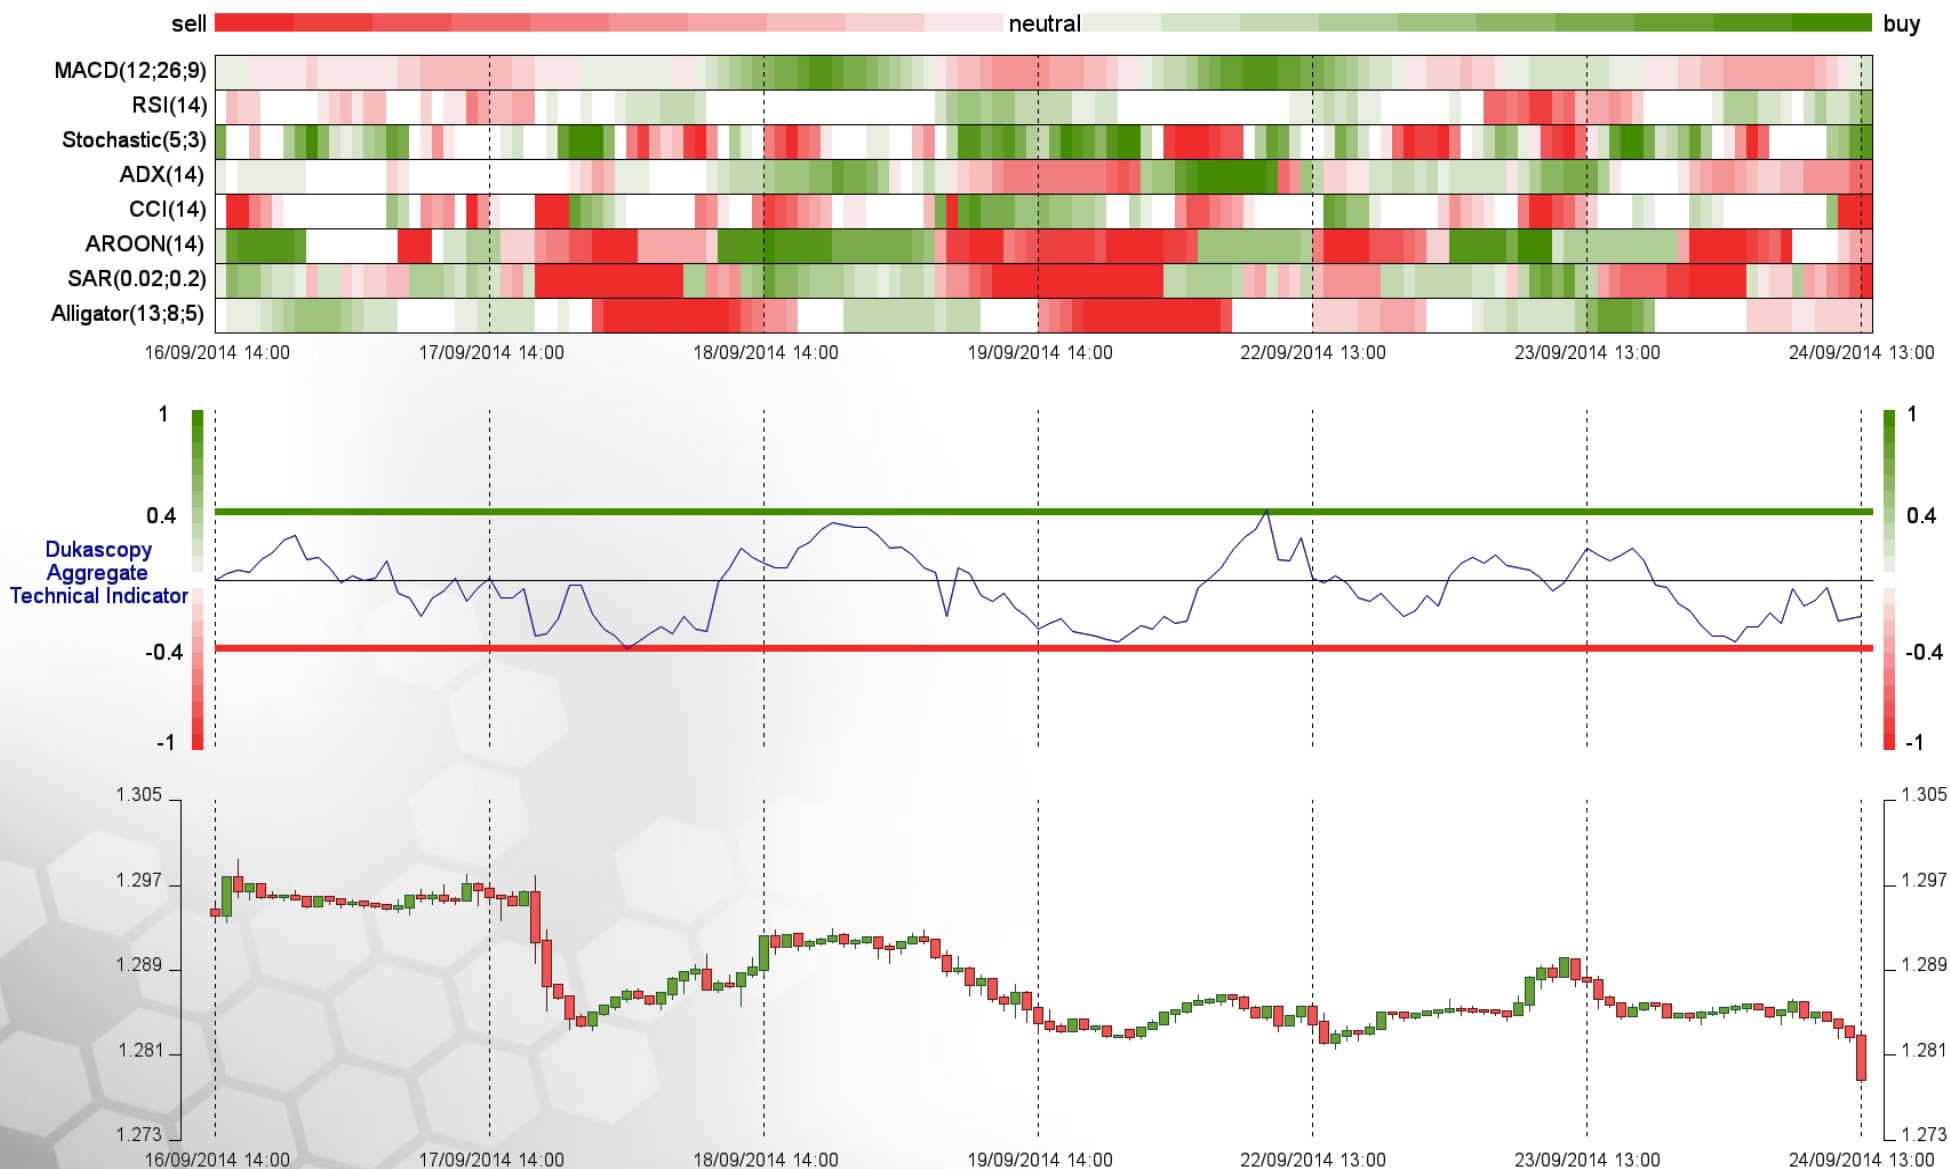 sell neutral buy
MACD(12;26;9)
RSI(14)
Stochastic(5;3)
ADX(14)
CCI(14)
AROON(14)
SAR(0.02;0.2)
Alligator(13;8;5)
16/09/2014 14:00 17/09/2014 14:00 18/09/2014 14:00 19/09/2014 14:00 22/09/2014 13:00 23/09/2014 13:00 24/09/2014 13:00
1 1
0.4 0.4
Dukascopy
Aggregate
Technical Indicator
-0.4 -0.4
-1 -1
1.305 1.305
1.297 1.297
1.289 1.289
1.281 1.281
1.273 1.273
16/09/2014 14:00 17/09/2014 14:00 18/09/2014 14:00 19/09/2014 14:00 22/09/2014 13:00 23/09/2014 13:00 24/09/2014 13:00